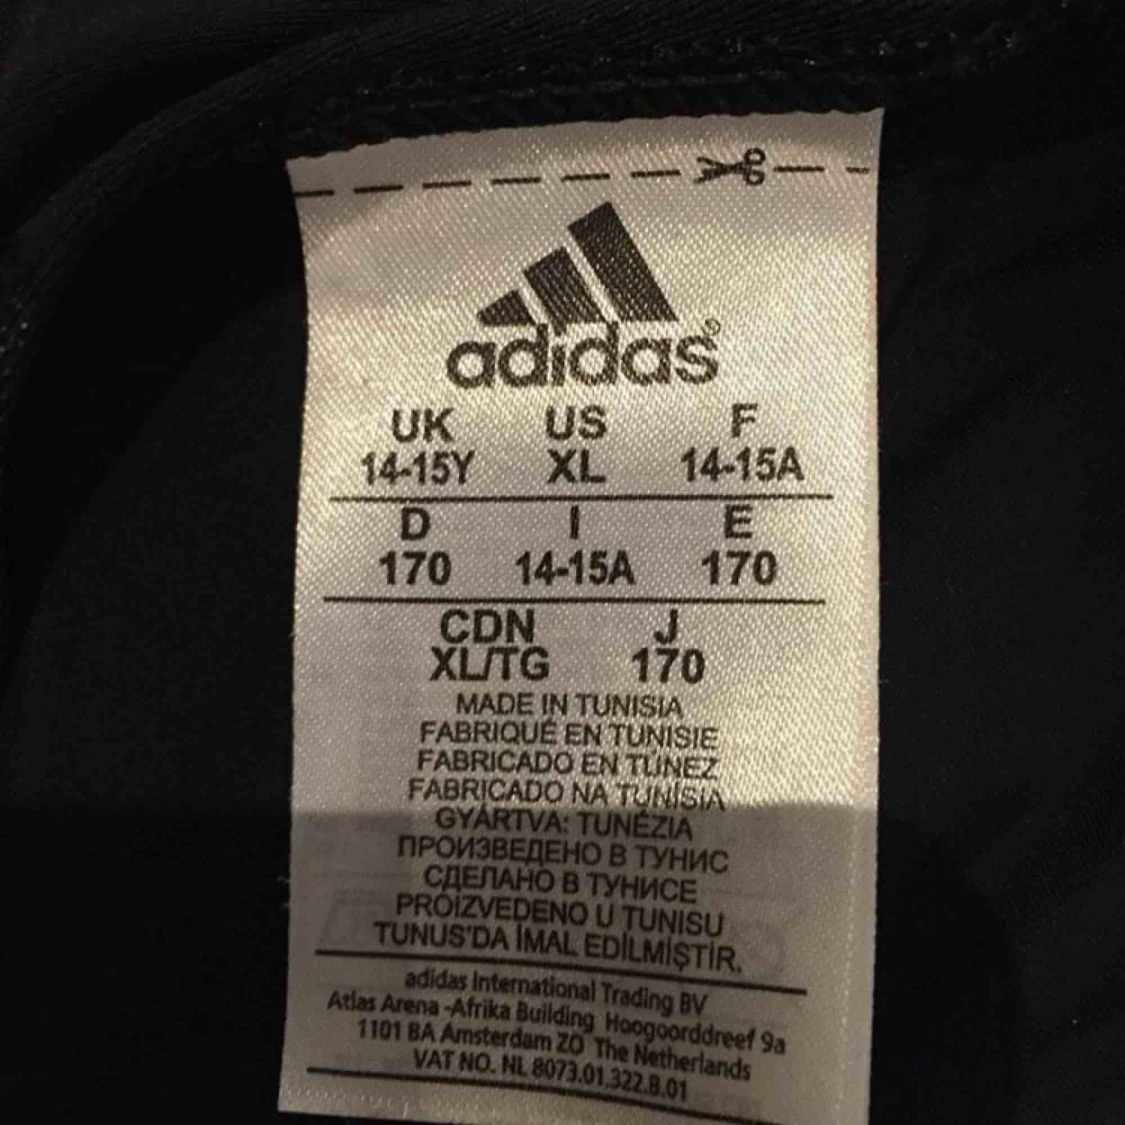 adidas®
UK US F
14-15Y XL 14-15A
D I E
170 14-15A 170
CDN J
XL/TG 170
MADE IN TUNISIA
FABRIQUÉ EN TUNISIE
FABRICADO EN TÚNEZ
FABRICADO NA TUNÍSIA
GYÁRTVA: TUNÉZIA
ПРОИЗВЕДЕНО В ТУНИС
СДЕЛАНО В ТУНИСЕ
PROIZVEDENO U TUNISU
TUNUS'DA İMAL EDİLMİŞTİR.
adidas International Trading BV
Atlas Arena -Afrika Building Hoogoorddreef 9a
1101 BA Amsterdam ZO The Netherlands
VAT NO. NL 8073.01.322.B.01